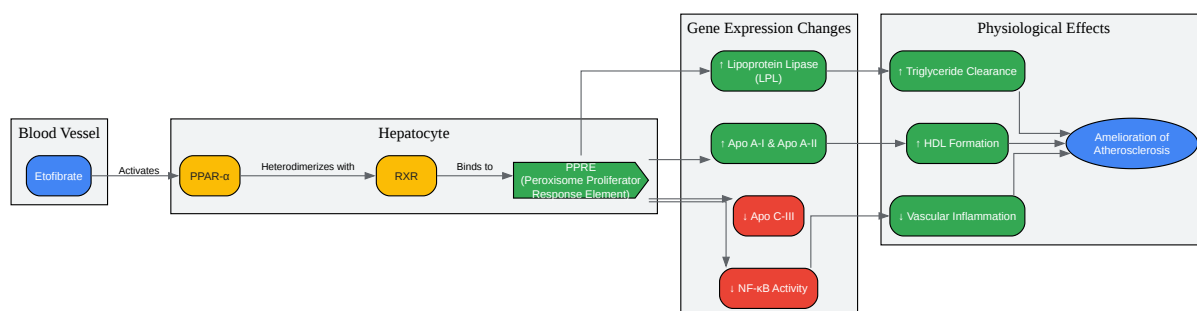 Blood Vessel
Etofibrate
Activates
Hepatocyte
PPAR-α
Heterodimerizes with
RXR
Binds to
PPRE
(Peroxisome Proliferator
Response Element)
Gene Expression Changes
↑ Lipoprotein Lipase
(LPL)
↑ Apo A-I & Apo A-II
↓ Apo C-III
↓ NF-κB Activity
Physiological Effects
↑ Triglyceride Clearance
↑ HDL Formation
↓ Vascular Inflammation
Amelioration of
Atherosclerosis